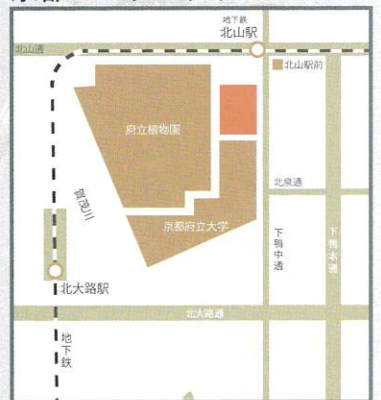 地下鉄
北山駅
北山通
北山駅前
府立植物園
北泉通
賀茂川
京都府立大学
下鴨中通
下鴨本通
北大路駅
北大路通
地下鉄